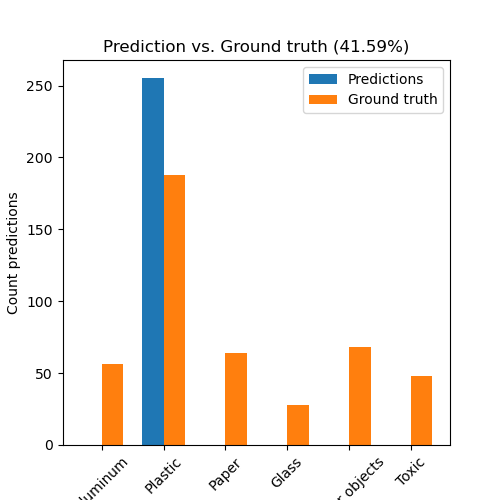 Prediction vs. Ground truth (41.59%)
Predictions
Ground truth
Count predictions
250
200
150
100
50
0
luminum
Plastic
Paper
Glass
r objects
Toxic